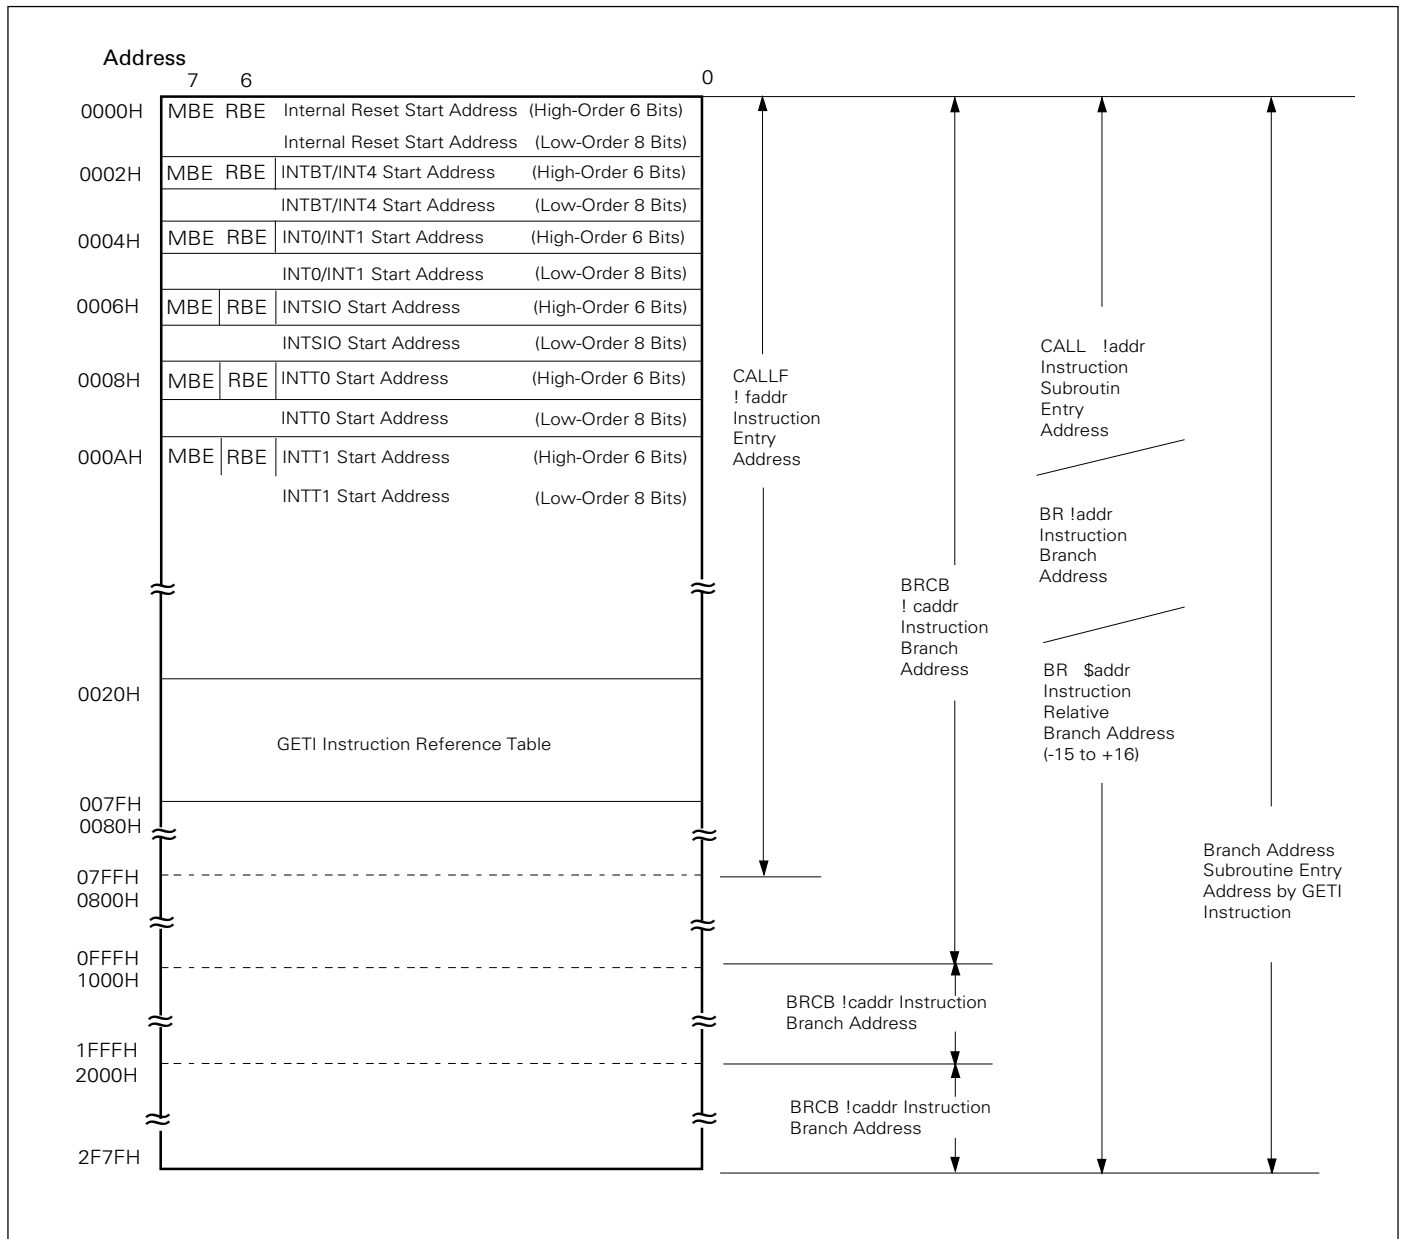 Address
7 6 0
0000H MBE RBE Internal Reset Start Address (High-Order 6 Bits)
Internal Reset Start Address (Low-Order 8 Bits)
0002H MBE RBE INTBT/INT4 Start Address (High-Order 6 Bits)
INTBT/INT4 Start Address (Low-Order 8 Bits)
0004H MBE RBE INT0/INT1 Start Address (High-Order 6 Bits)
INT0/INT1 Start Address (Low-Order 8 Bits)
0006H MBE RBE INTSIO Start Address (High-Order 6 Bits)
INTSIO Start Address (Low-Order 8 Bits)
0008H MBE RBE INTT0 Start Address (High-Order 6 Bits)
INTT0 Start Address (Low-Order 8 Bits)
000AH MBE RBE INTT1 Start Address (High-Order 6 Bits)
INTT1 Start Address (Low-Order 8 Bits)
0020H
GETI Instruction Reference Table
007FH
0080H
07FFH
0800H
0FFFH
1000H
1FFFH
2000H
2F7FH
CALLF
! faddr
Instruction
Entry
Address
BRCB
! caddr
Instruction
Branch
Address
BRCB !caddr Instruction
Branch Address
BRCB !caddr Instruction
Branch Address
CALL !addr
Instruction
Subroutin
Entry
Address
BR !addr
Instruction
Branch
Address
BR $addr
Instruction
Relative
Branch Address
(-15 to +16)
Branch Address
Subroutine Entry
Address by GETI
Instruction